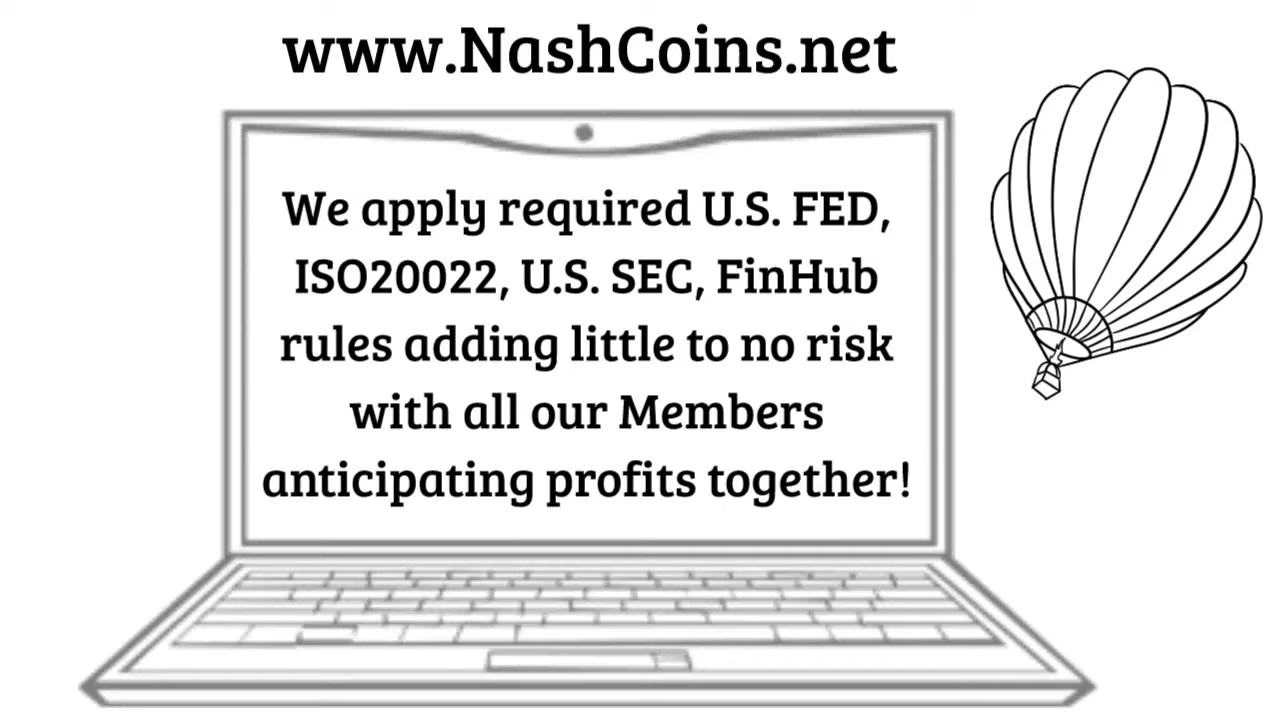 www.NashCoins.net
We apply required U.S. FED,
ISO20022, U.S. SEC, FinHub
rules adding little to no risk
with all our Members
anticipating profits together!